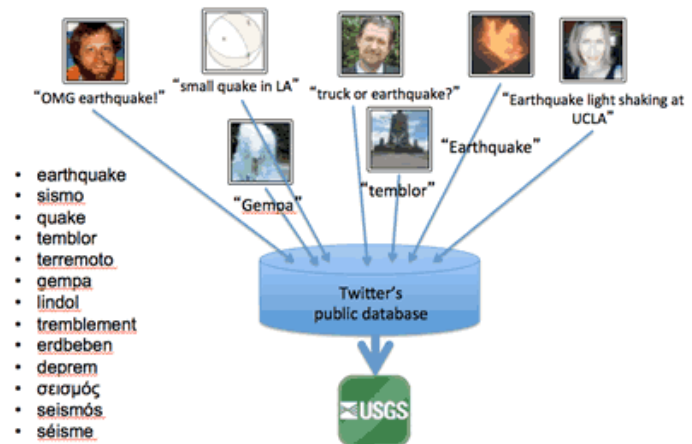 “OMG earthquake!”
“small quake in LA”
“truck or earthquake?”
“Earthquake light shaking at
UCLA”
“Gempa”
“temblor”
“Earthquake”
• earthquake
• sismo
• quake
• temblor
• terremoto
• gempa
• lindol
• tremblement
• erdbeben
• deprem
• σεισμός
• seismós
• séisme
Twitter’s
public database
USGS